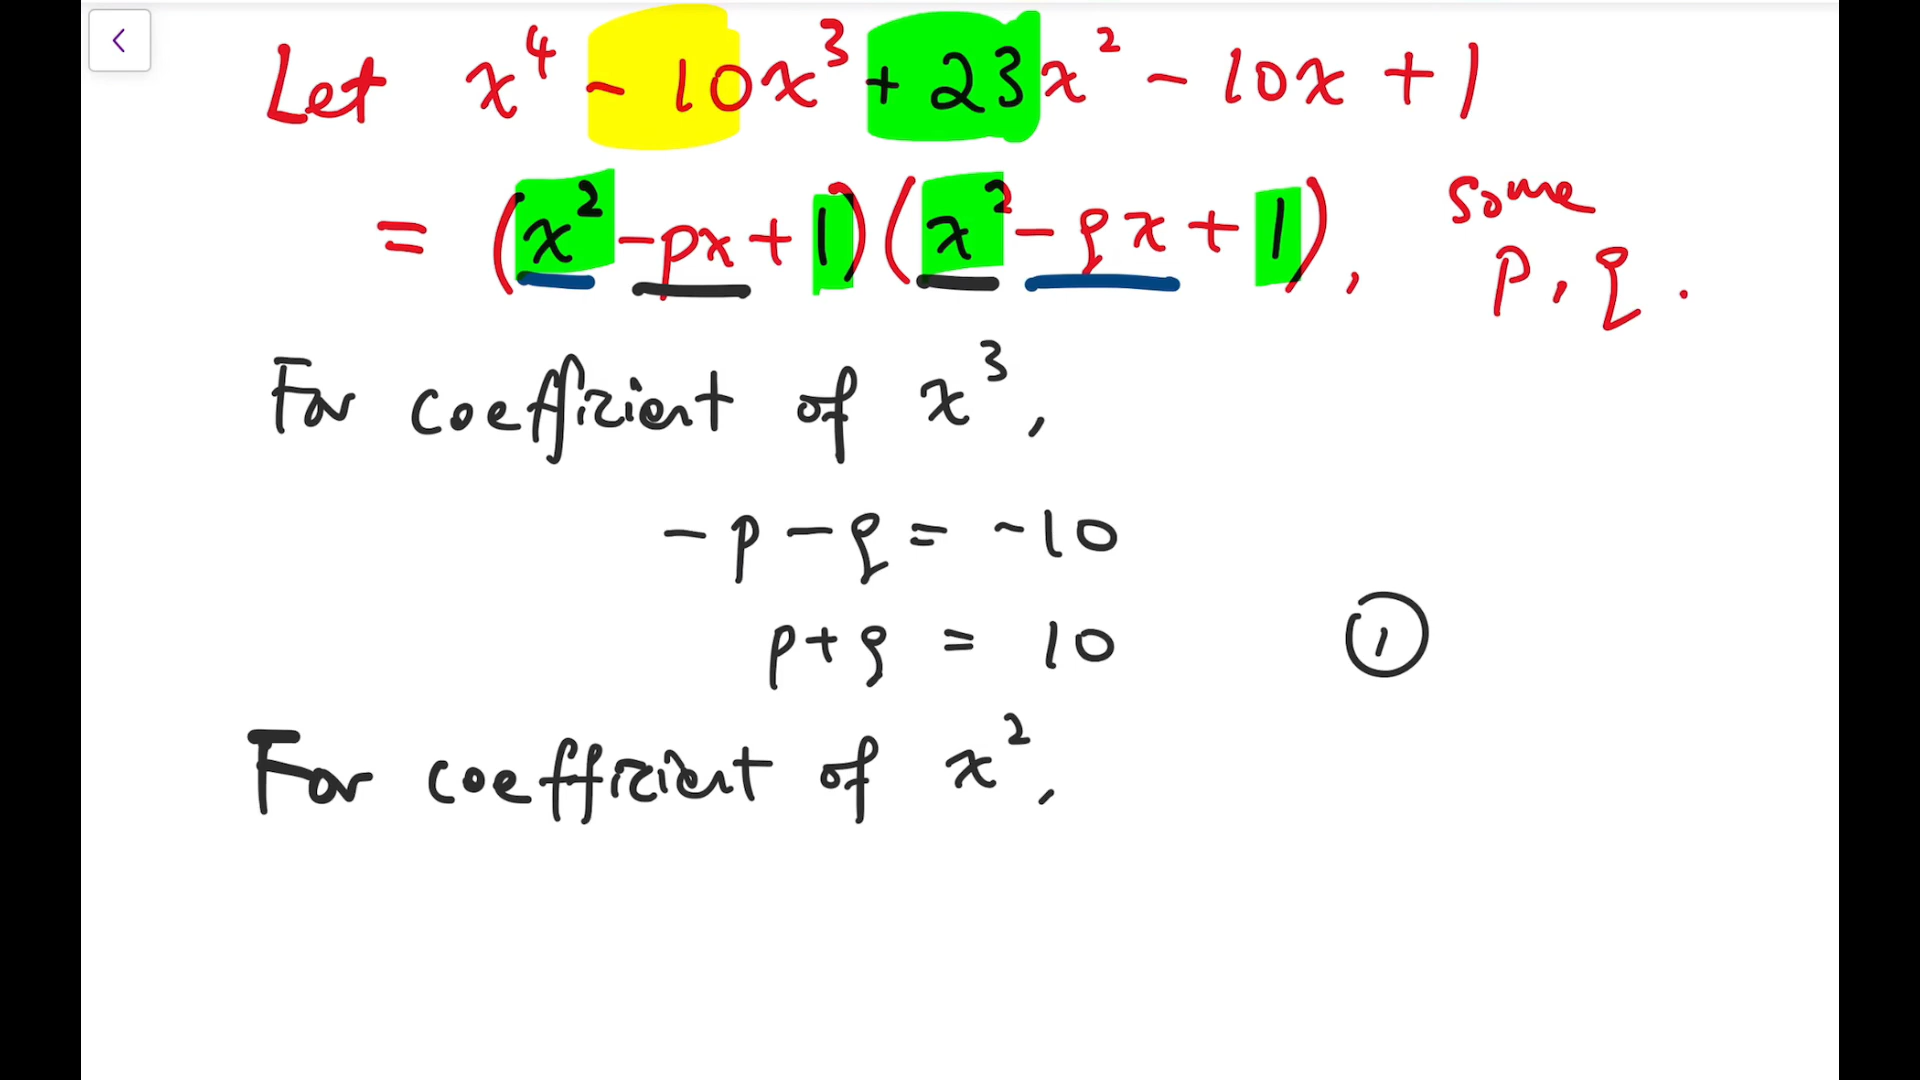 Let x⁴ - 10x³ + 23x² - 10x + 1
= (x² - px + 1)(x² - qx + 1), some p, q.
For coefficient of x³,
- p - q = -10
p + q = 10 ①
For coefficient of x²,